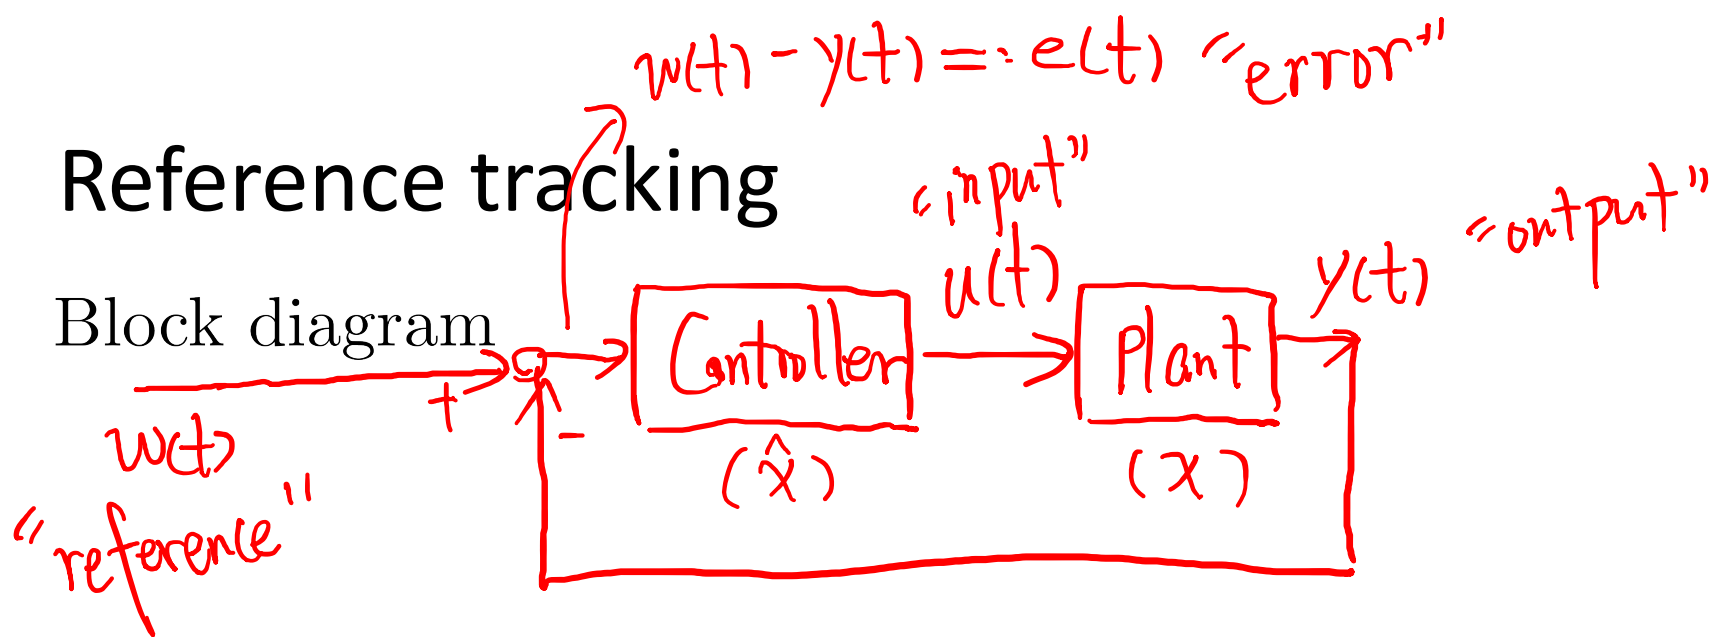 w(t) - y(t) =: e(t) "error"
Reference tracking
"input"
u(t)
y(t) "output"
Block diagram
Controller
Plant
+
-
w(t)
(x̂)
(x)
"reference"